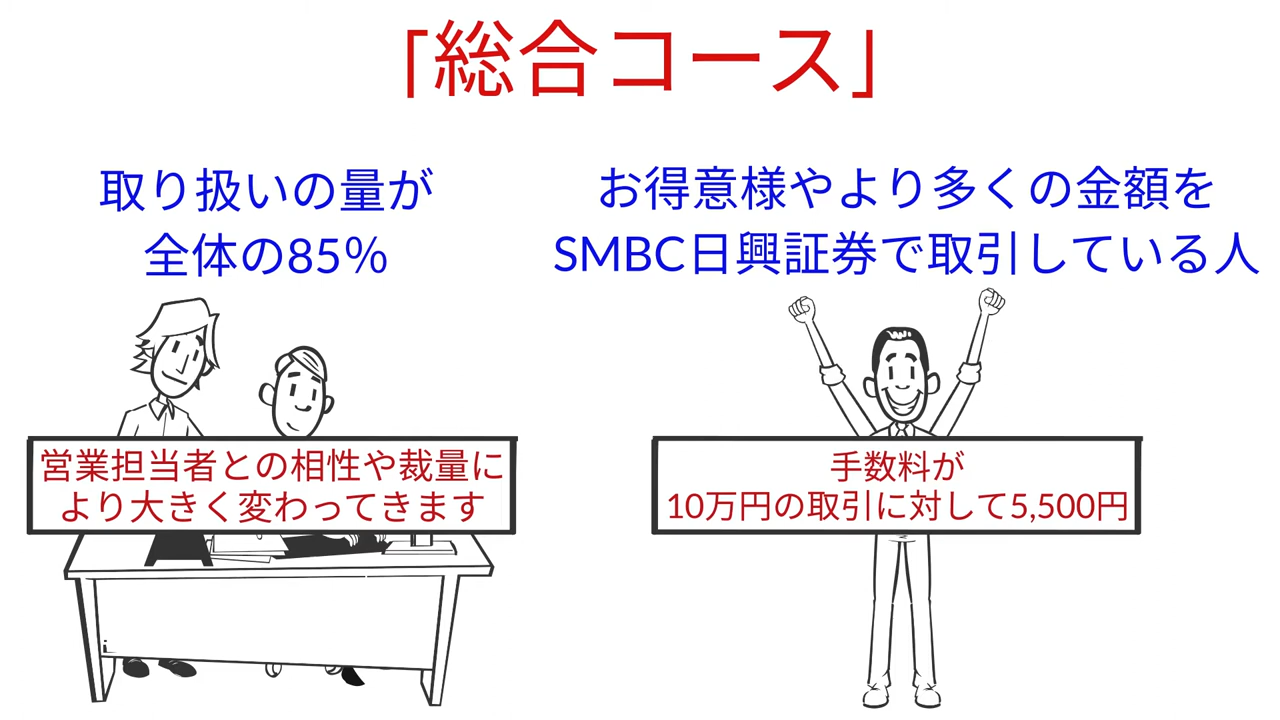 「総合コース」
取り扱いの量が
全体の85%
お得意様やより多くの金額を
SMBC日興証券で取引している人
営業担当者との相性や裁量に
より大きく変わってきます
手数料が
10万円の取引に対して5,500円